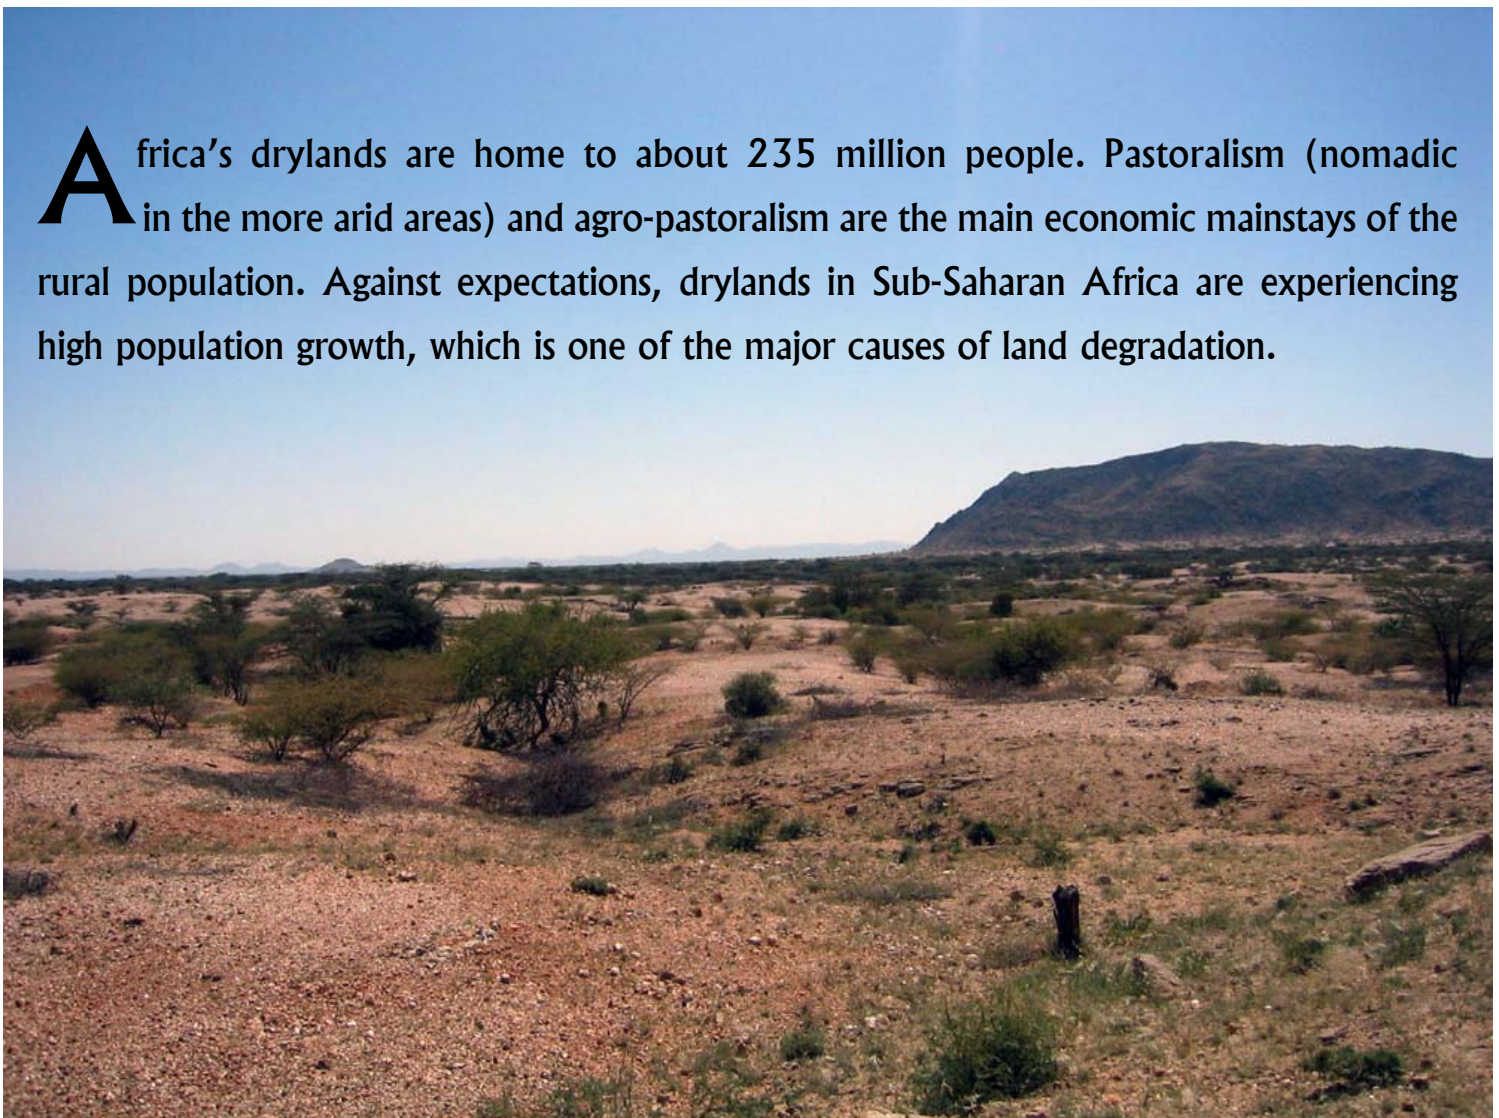 Africa's drylands are home to about 235 million people. Pastoralism (nomadic
in the more arid areas) and agro-pastoralism are the main economic mainstays of the
rural population. Against expectations, drylands in Sub-Saharan Africa are experiencing
high population growth, which is one of the major causes of land degradation.